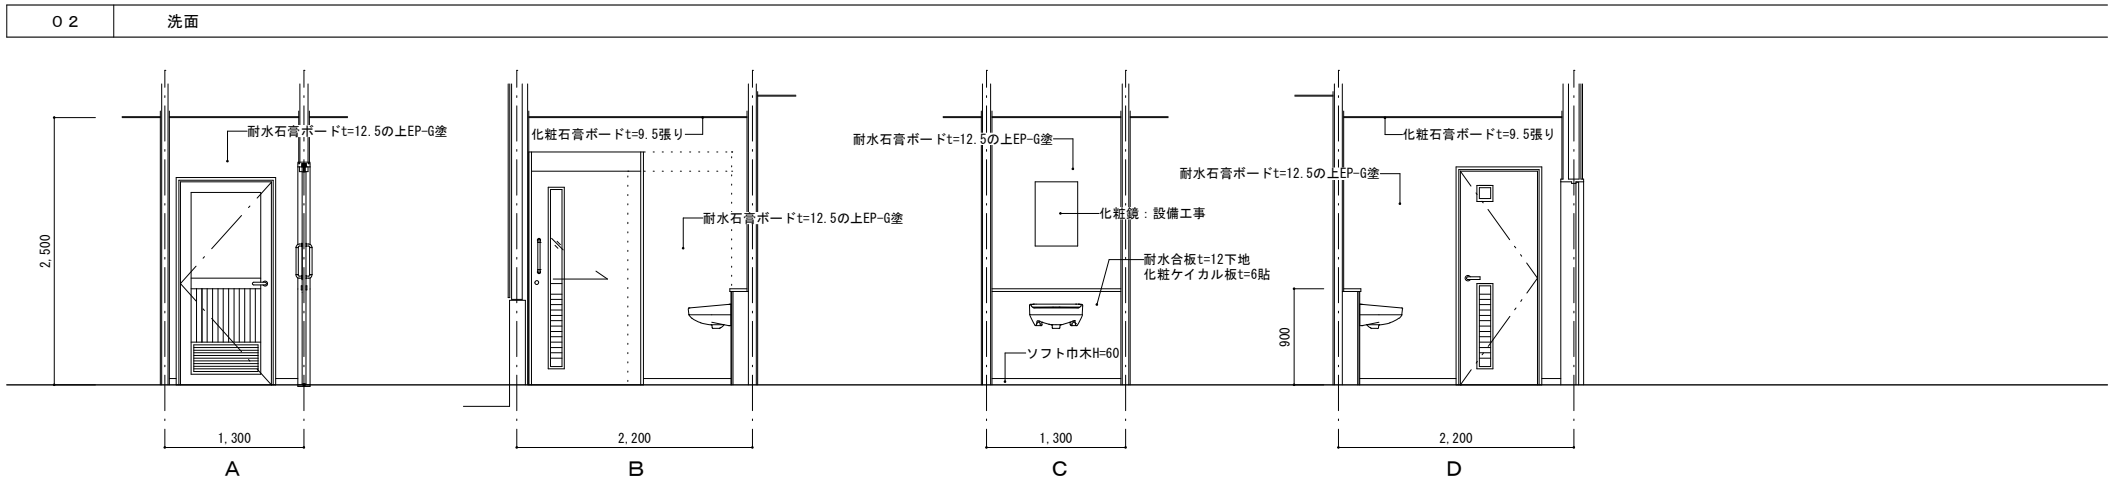 ０２ 洗面
耐水石膏ボードt=12.5の上EP-G塗
2,500
1,300
A
化粧石膏ボードt=9.5張り
耐水石膏ボードt=12.5の上EP-G塗
2,200
B
耐水石膏ボードt=12.5の上EP-G塗
化粧鏡：設備工事
耐水合板t=12下地
化粧ケイカル板t=6貼
ソフト巾木H=60
1,300
C
化粧石膏ボードt=9.5張り
耐水石膏ボードt=12.5の上EP-G塗
900
2,200
D